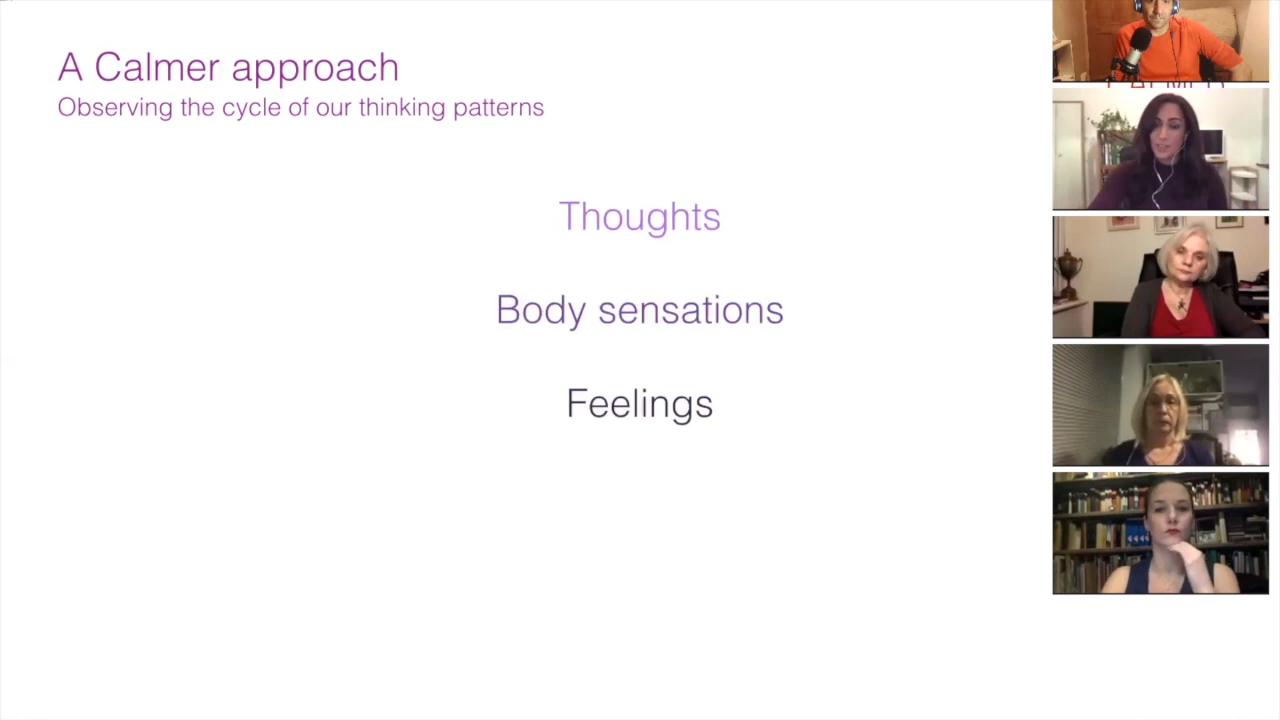 A Calmer approach
Observing the cycle of our thinking patterns
Thoughts
Body sensations
Feelings